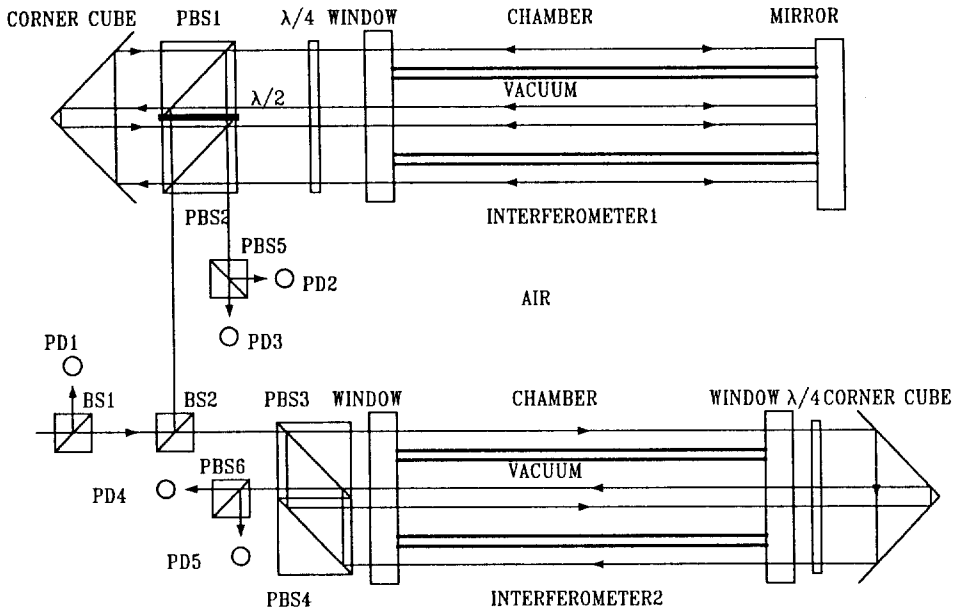 CORNER CUBE PBS1 λ/4 WINDOW CHAMBER MIRROR
λ/2 VACUUM
PBS2 INTERFEROMETER1
PBS5
PD2
AIR
PD1 PD3
BS1 BS2 PBS3 WINDOW CHAMBER WINDOW λ/4 CORNER CUBE
PBS6 VACUUM
PD4
PD5
PBS4 INTERFEROMETER2